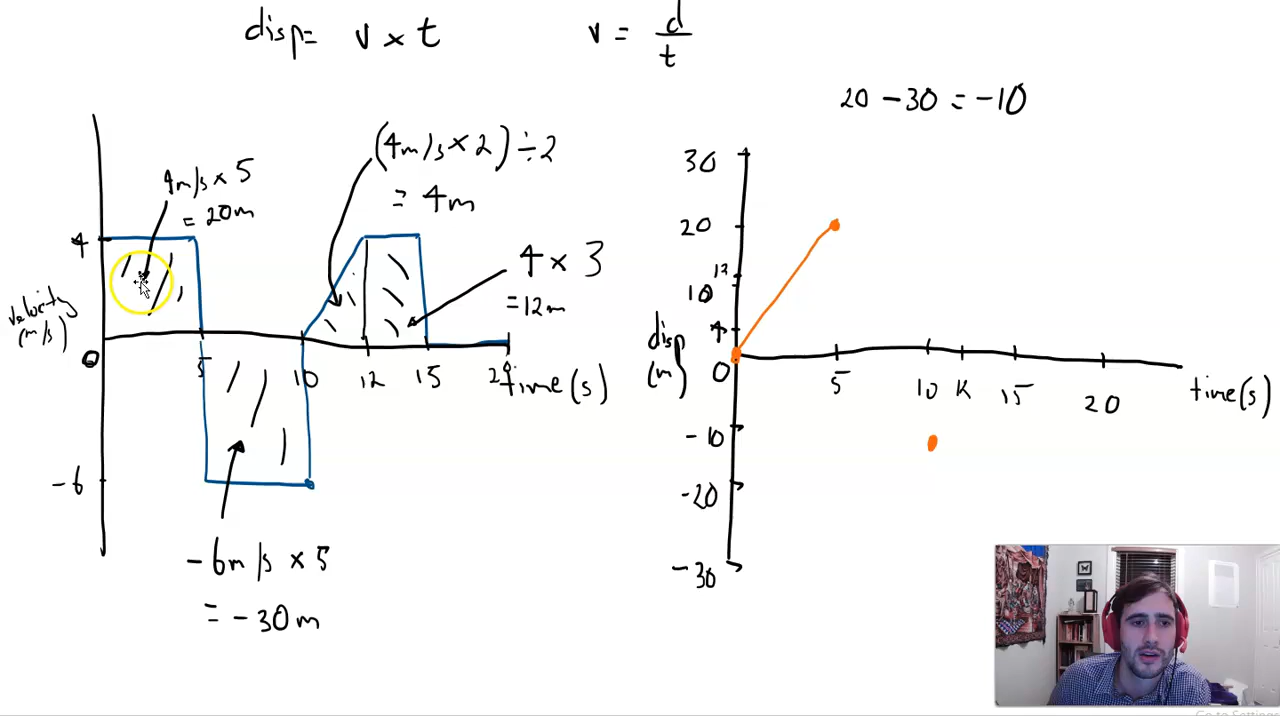 disp= v × t
v = d/t
20 - 30 = -10
4m/s × 5
= 20m
(4m/s × 2) ÷ 2
= 4m
4 × 3
= 12m
4
velocity
(m/s)
0
5
10
12
15
time(s)
-6
-6m/s × 5
= -30m
30
20
12
10
4
disp
(m)
0
5
10
15
20
time(s)
-10
-20
-30